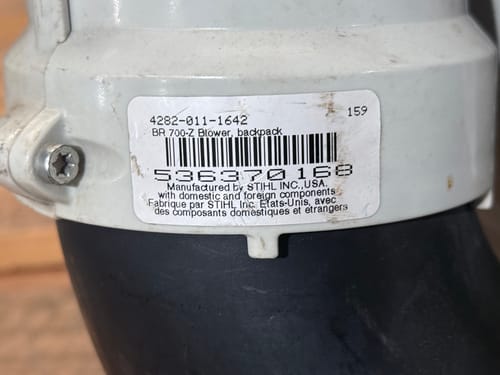 4282-011-1642 159
BR 700-Z Blower, backpack
536370168
Manufactured by STIHL INC.,USA.
with domestic and foreign components
Fabriqué par STIHL Inc. Etats-Unis, avec
des composants domestiques et étrangers